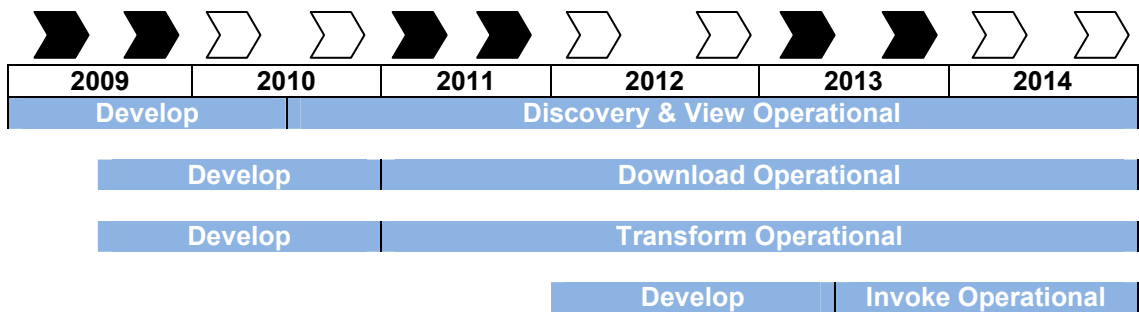 2009 2010 2011 2012 2013 2014
Develop Discovery & View Operational
Develop Download Operational
Develop Transform Operational
Develop Invoke Operational